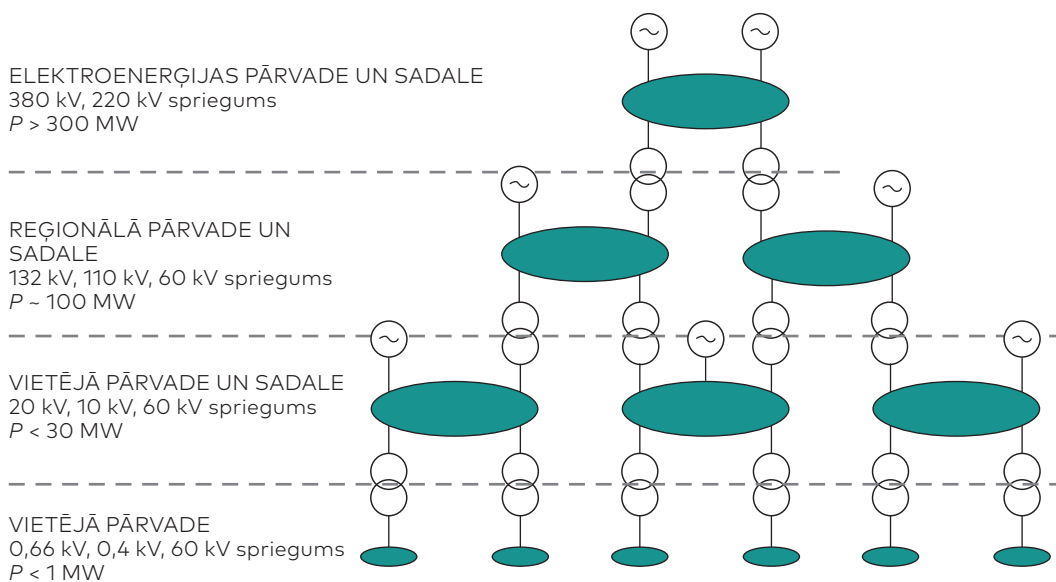 ELEKTROENERĢIJAS PĀRVADE UN SADALE
380 kV, 220 kV spriegums
P > 300 MW
REĢIONĀLĀ PĀRVADE UN
SADALE
132 kV, 110 kV, 60 kV spriegums
P ~ 100 MW
VIETĒJĀ PĀRVADE UN SADALE
20 kV, 10 kV, 60 kV spriegums
P < 30 MW
VIETĒJĀ PĀRVADE
0,66 kV, 0,4 kV, 60 kV spriegums
P < 1 MW